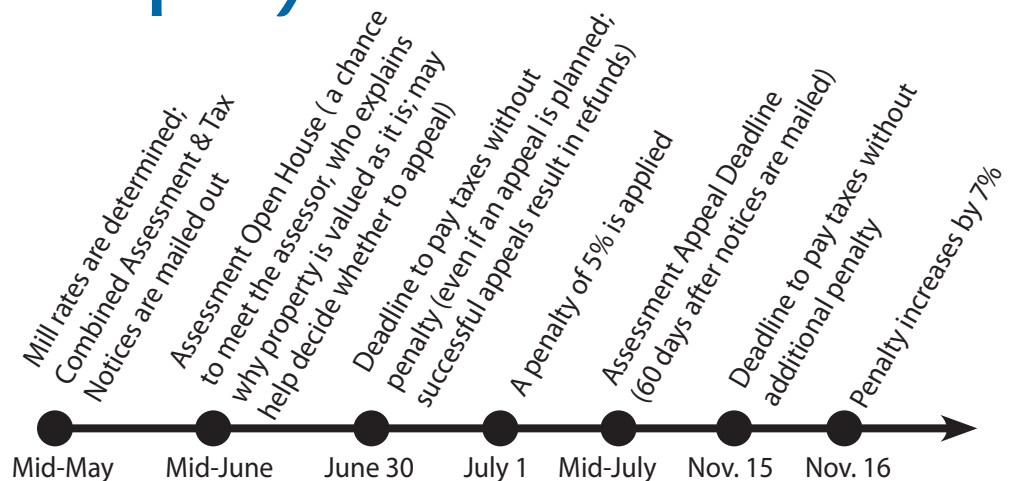 Mill rates are determined;
Combined Assessment & Tax
Notices are mailed out
Assessment Open House ( a chance
to meet the assessor, who explains
why property is valued as it is; may
help decide whether to appeal)
Deadline to pay taxes without
penalty (even if an appeal is planned;
successful appeals result in refunds)
A penalty of 5% is applied
Assessment Appeal Deadline
(60 days after notices are mailed)
Deadline to pay taxes without
additional penalty
Penalty increases by 7%
Mid-May
Mid-June
June 30
July 1
Mid-July
Nov. 15
Nov. 16